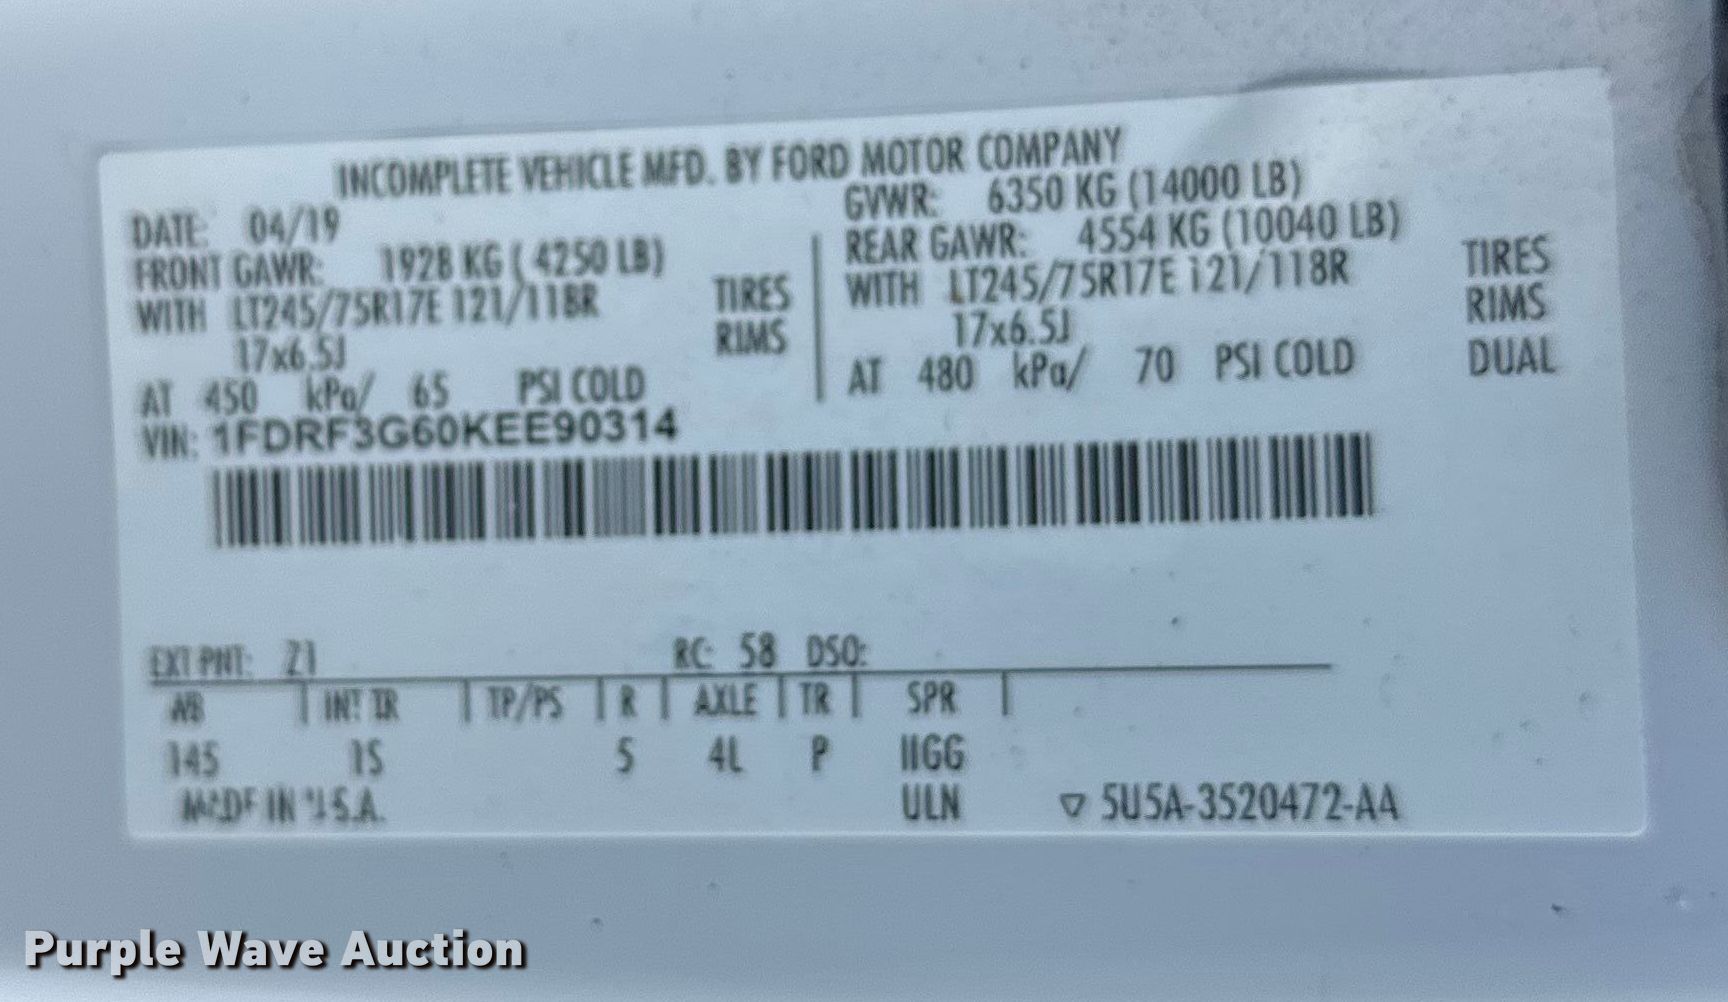 INCOMPLETE VEHICLE MFD. BY FORD MOTOR COMPANY
DATE: 04/19
GVWR: 6350 KG (14000 LB)
FRONT GAWR: 1928 KG ( 4250 LB)
REAR GAWR: 4554 KG (10040 LB)
WITH LT245/75R17E 121/118R TIRES
WITH LT245/75R17E 121/118R TIRES
17x6.5J RIMS
17x6.5J RIMS
AT 450 kPa/ 65 PSI COLD
AT 480 kPa/ 70 PSI COLD DUAL
VIN: 1FDRF3G60KEE90314
EXT PNT: Z1 RC: 58 DSO:
WB INT TR TP/PS R AXLE TR SPR
145 1S 5 4L P IIGG
MADE IN U.S.A. ULN ▽ 5U5A-3520472-AA
Purple Wave Auction